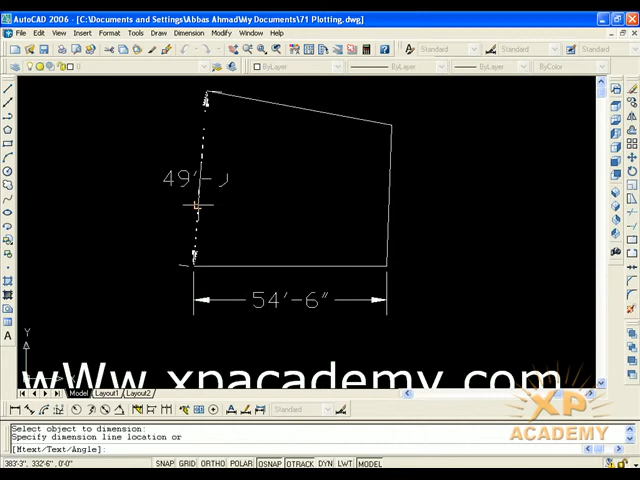 AutoCAD 2006 - [C:\Documents and Settings\Abbas Ahmad\My Documents\71 Plotting.dwg]
File Edit View Insert Format Tools Draw Dimension Modify Window Help
Standard Standard Standard
0 ByLayer ByLayer ByLayer ByColor
49'-
54'-6"
Y
X
wWw.xpacademy.com
Model Layout1 Layout2
Standard
XP
ACADEMY
Select object to dimension:
Specify dimension line location or
[Mtext/Text/Angle]:
383'-3", 332'-6", 0'-0" SNAP GRID ORTHO POLAR OSNAP OTRACK DYN LWT MODEL